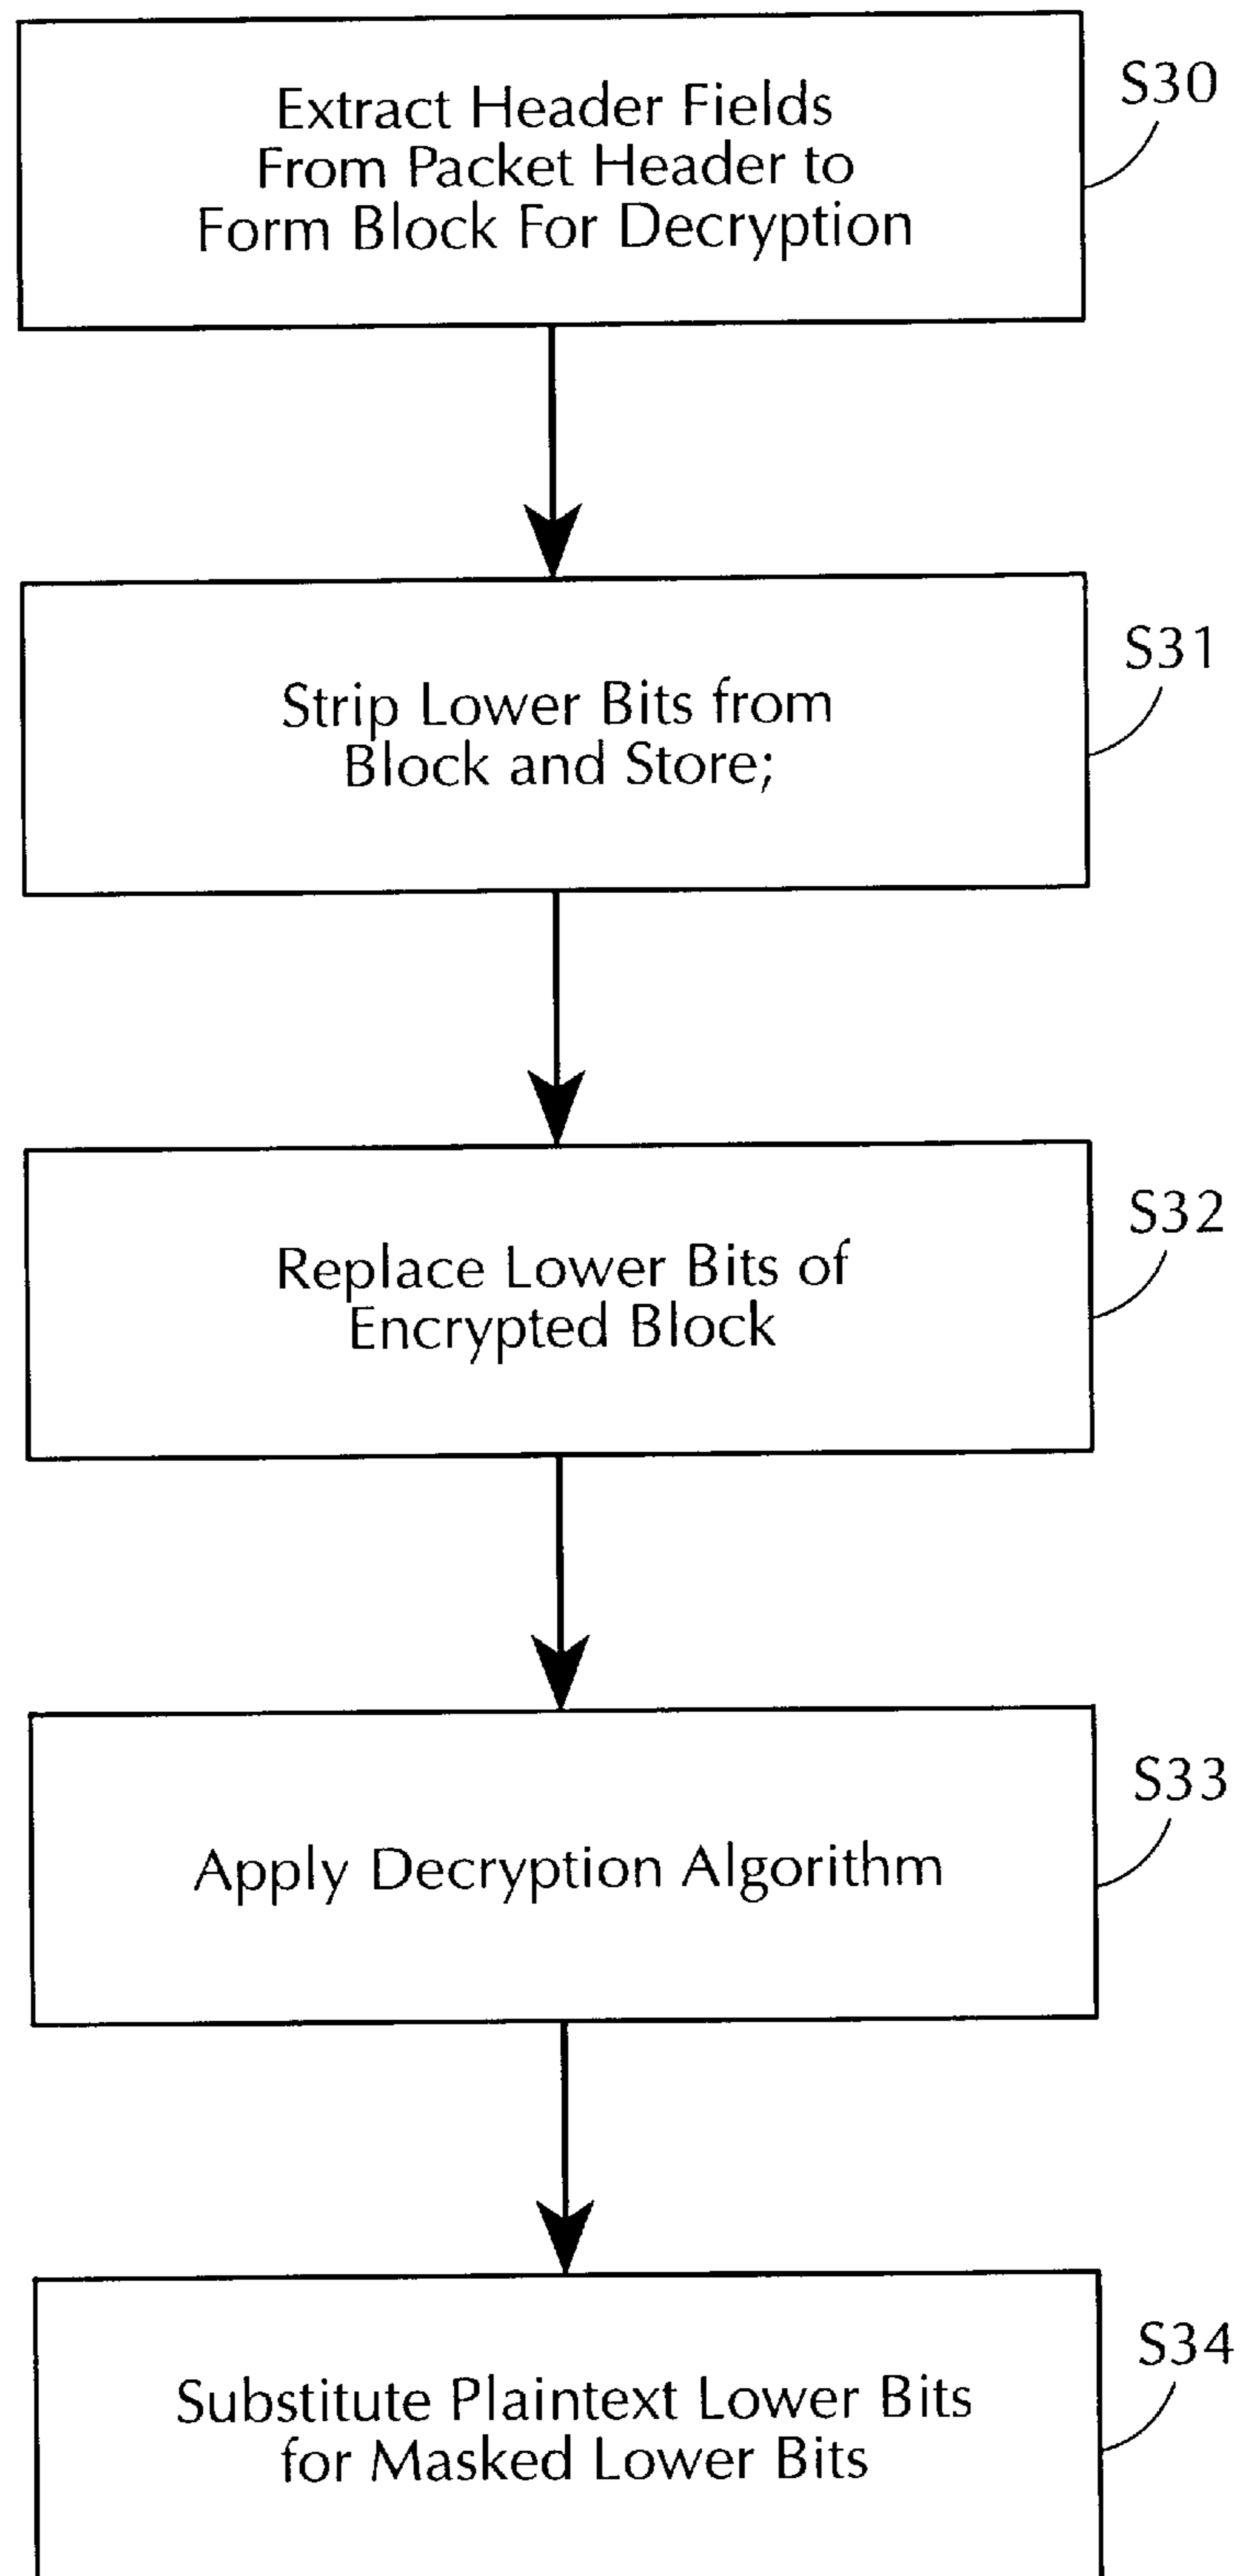 Extract Header Fields
From Packet Header to
Form Block For Decryption
S30
Strip Lower Bits from
Block and Store;
S31
Replace Lower Bits of
Encrypted Block
S32
Apply Decryption Algorithm
S33
Substitute Plaintext Lower Bits
for Masked Lower Bits
S34